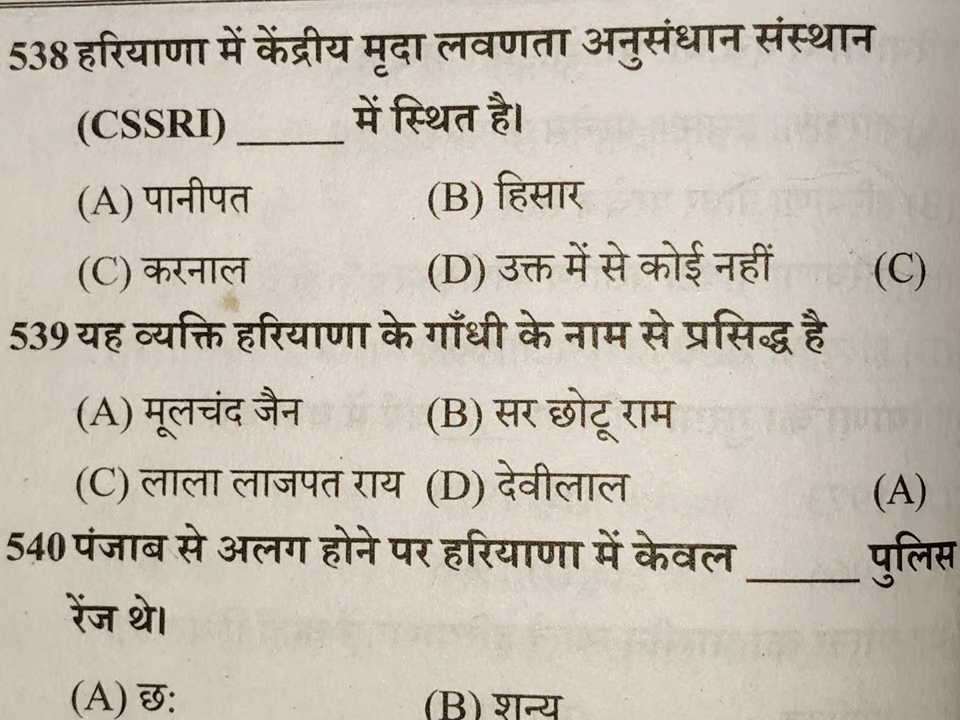 538 हरियाणा में केंद्रीय मृदा लवणता अनुसंधान संस्थान
(CSSRI) _____ में स्थित है।
(A) पानीपत (B) हिसार
(C) करनाल (D) उक्त में से कोई नहीं (C)
539 यह व्यक्ति हरियाणा के गाँधी के नाम से प्रसिद्ध है
(A) मूलचंद जैन (B) सर छोटू राम
(C) लाला लाजपत राय (D) देवीलाल (A)
540 पंजाब से अलग होने पर हरियाणा में केवल _____ पुलिस
रेंज थे।
(A) छः (B) शून्य